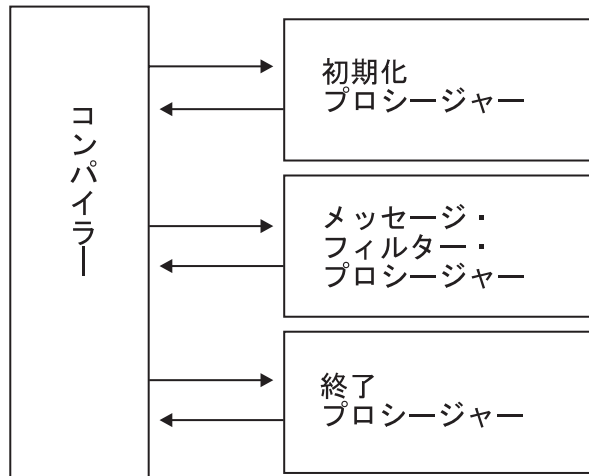 コンパイラー
初期化
プロシージャー
メッセージ・
フィルター・
プロシージャー
終了
プロシージャー